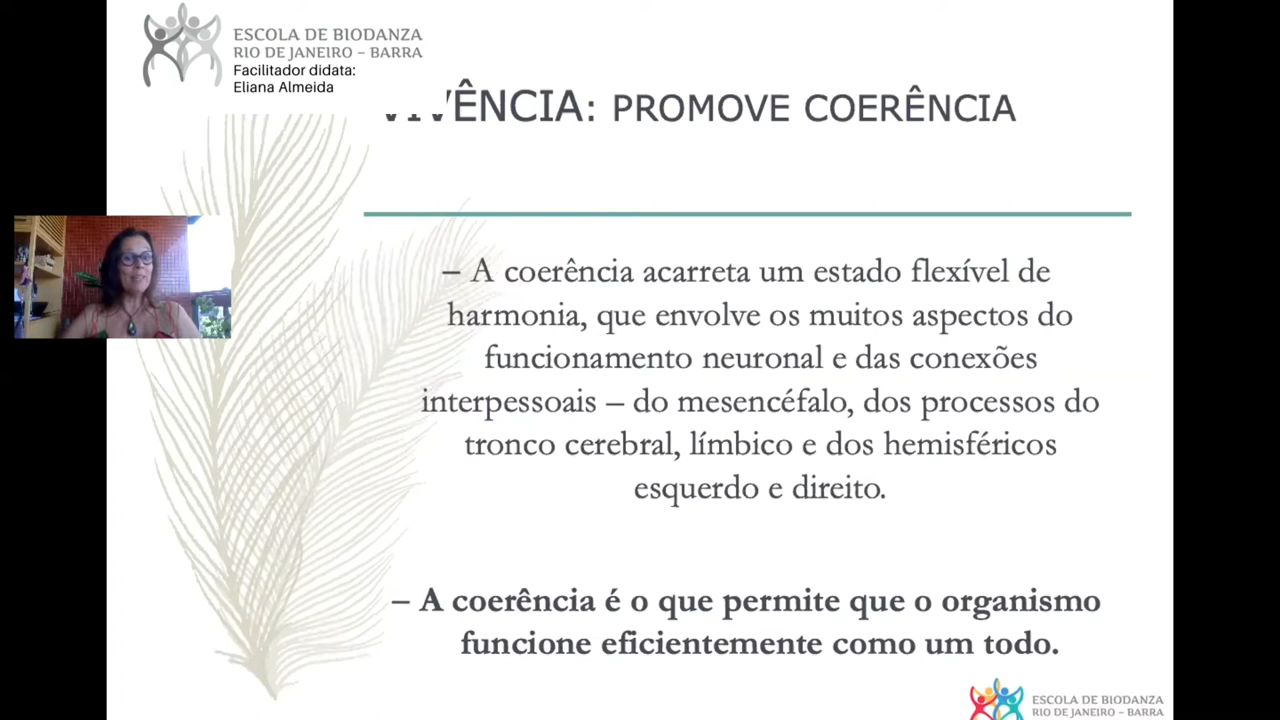 ESCOLA DE BIODANZA
RIO DE JANEIRO – BARRA
Facilitador didata:
Eliana Almeida
VIVÊNCIA: PROMOVE COERÊNCIA
– A coerência acarreta um estado flexível de
harmonia, que envolve os muitos aspectos do
funcionamento neuronal e das conexões
interpessoais – do mesencéfalo, dos processos do
tronco cerebral, límbico e dos hemisféricos
esquerdo e direito.
– A coerência é o que permite que o organismo
funcione eficientemente como um todo.
ESCOLA DE BIODANZA
RIO DE JANEIRO – BARRA